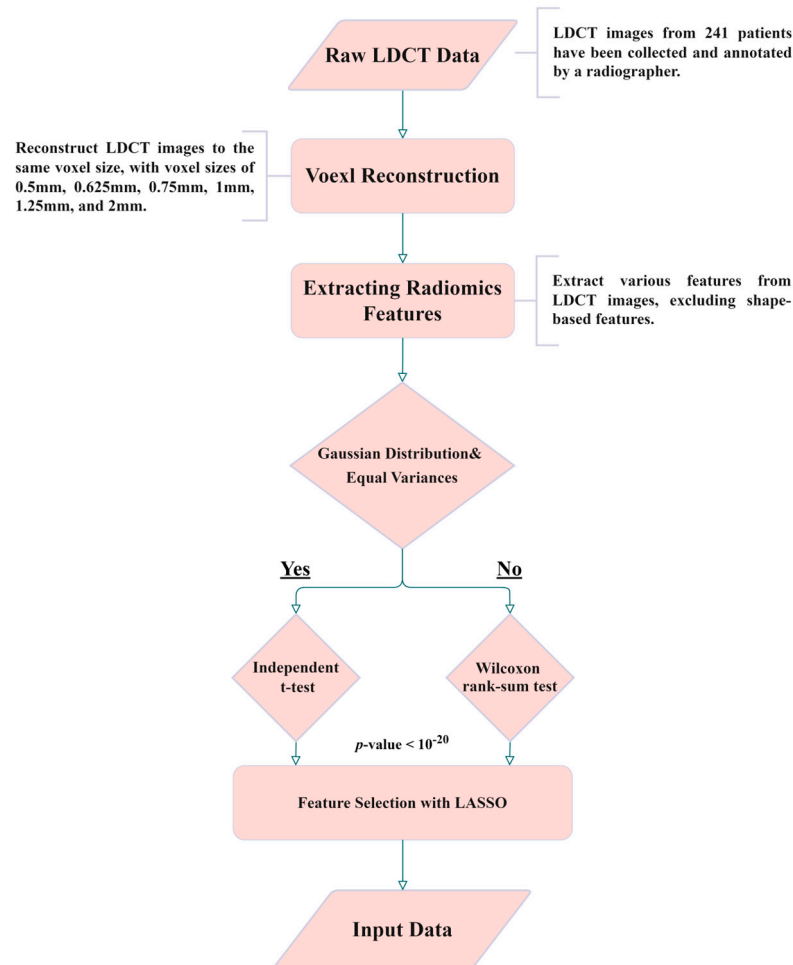 Raw LDCT Data
LDCT images from 241 patients
have been collected and annotated
by a radiographer.
Reconstruct LDCT images to the
same voxel size, with voxel sizes of
0.5mm, 0.625mm, 0.75mm, 1mm,
1.25mm, and 2mm.
Voexl Reconstruction
Extracting Radiomics
Features
Extract various features from
LDCT images, excluding shape-
based features.
Gaussian Distribution&
Equal Variances
Yes
No
Independent
t-test
Wilcoxon
rank-sum test
p-value < 10^-20
Feature Selection with LASSO
Input Data